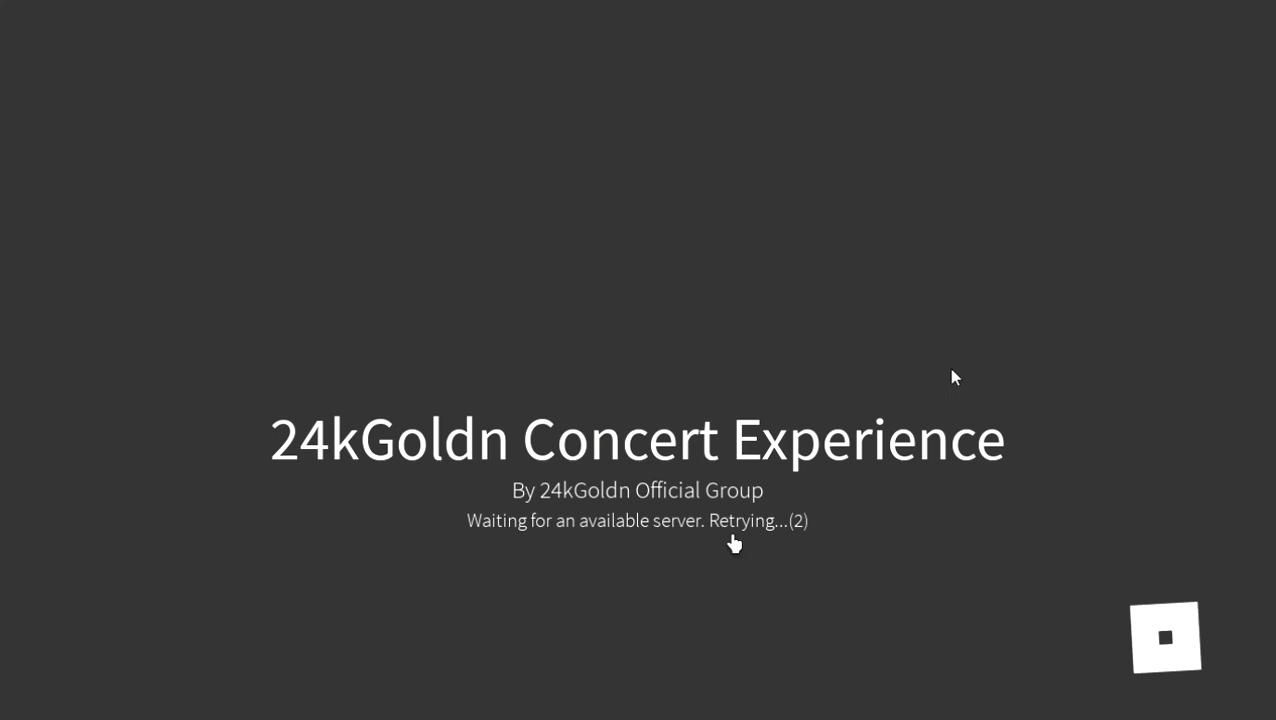 24kGoldn Concert Experience
By 24kGoldn Official Group
Waiting for an available server. Retrying...(2)